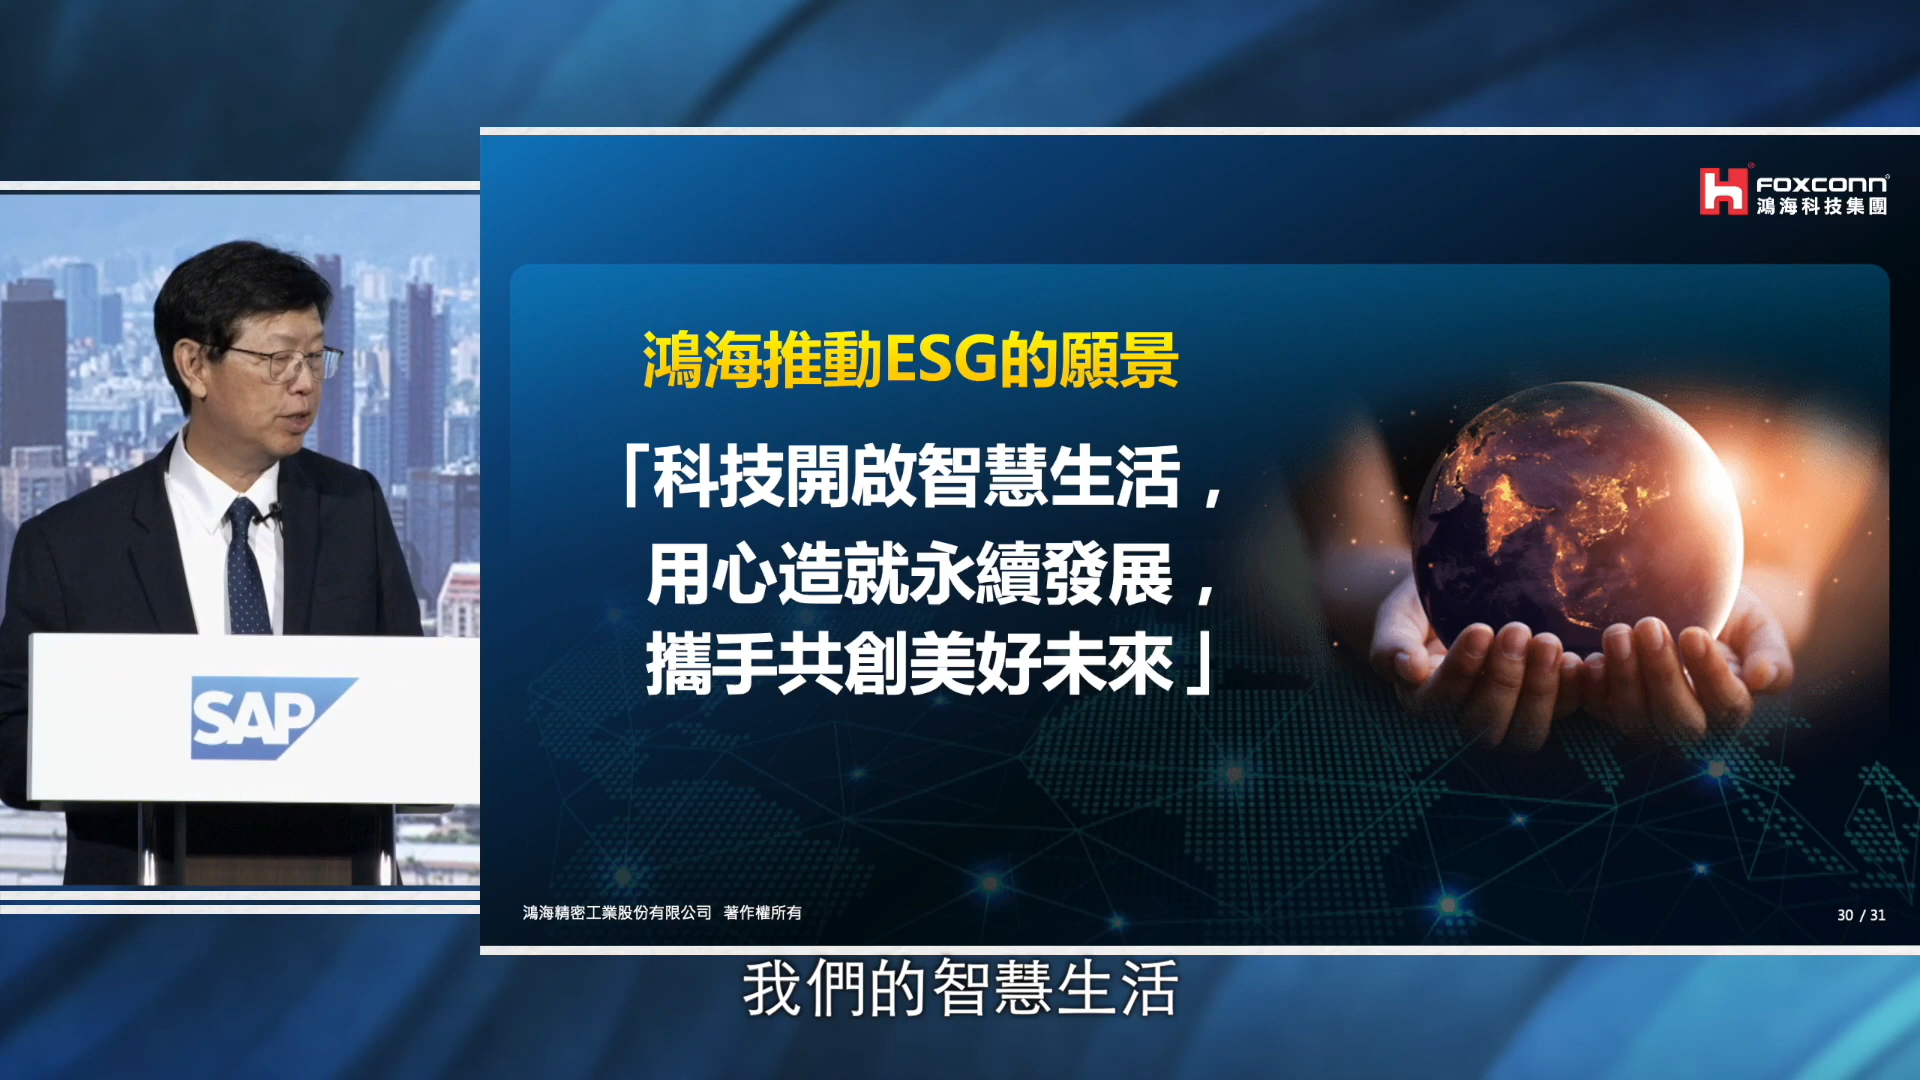 FOXCONN
鴻海科技集團
鴻海推動ESG的願景
「科技開啟智慧生活，
用心造就永續發展，
攜手共創美好未來」
SAP
鴻海精密工業股份有限公司 著作權所有
30 / 31
我們的智慧生活